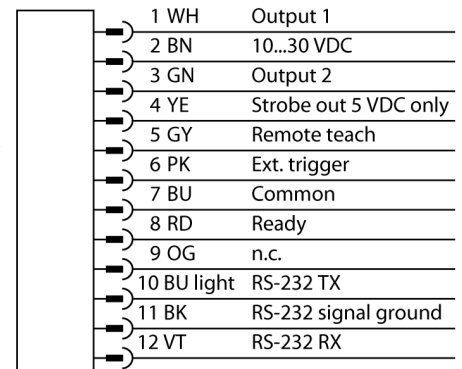 1 WH Output 1
2 BN 10...30 VDC
3 GN Output 2
4 YE Strobe out 5 VDC only
5 GY Remote teach
6 PK Ext. trigger
7 BU Common
8 RD Ready
9 OG n.c.
10 BU light RS-232 TX
11 BK RS-232 signal ground
12 VT RS-232 RX